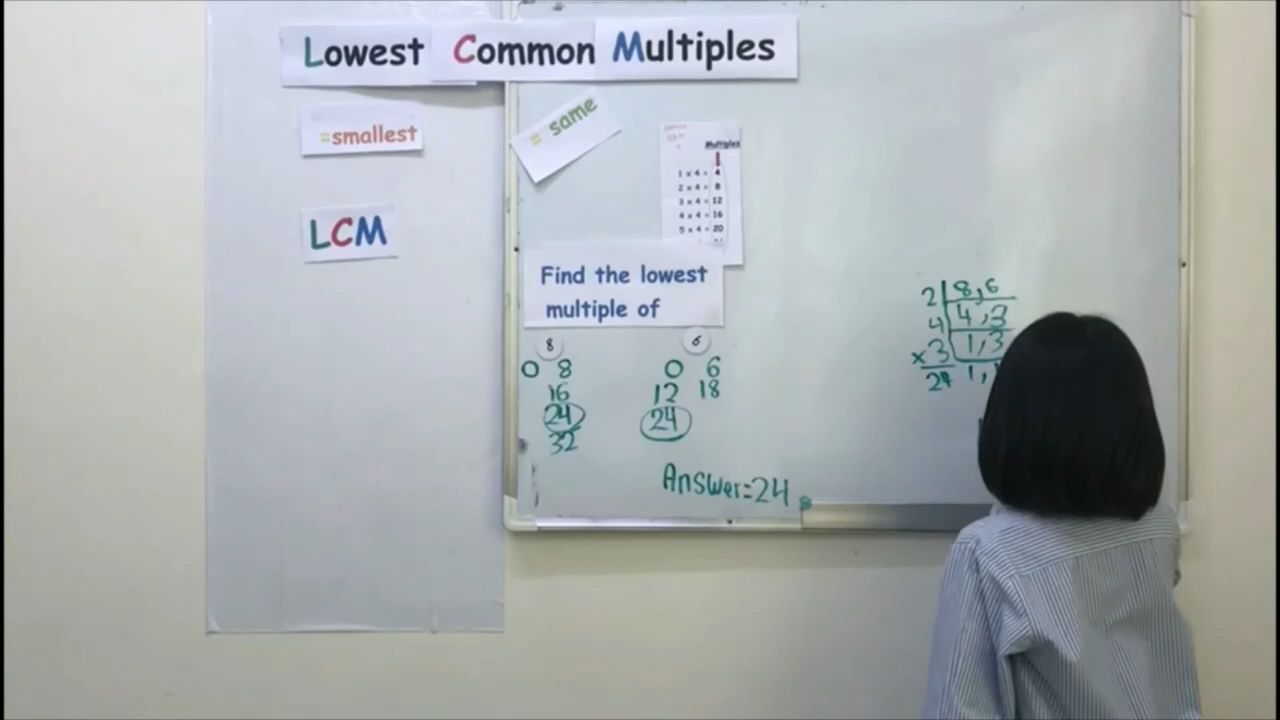 Lowest Common Multiples
=smallest
= same
LCM
Multiples
1 x 4 = 4
2 x 4 = 8
3 x 4 = 12
4 x 4 = 16
5 x 4 = 20
Find the lowest
multiple of
8 6
0 8 0 6
16 12 18
24 24
32
Answer=24
2 8,6
4 4,3
x 3 1,3
24 1,